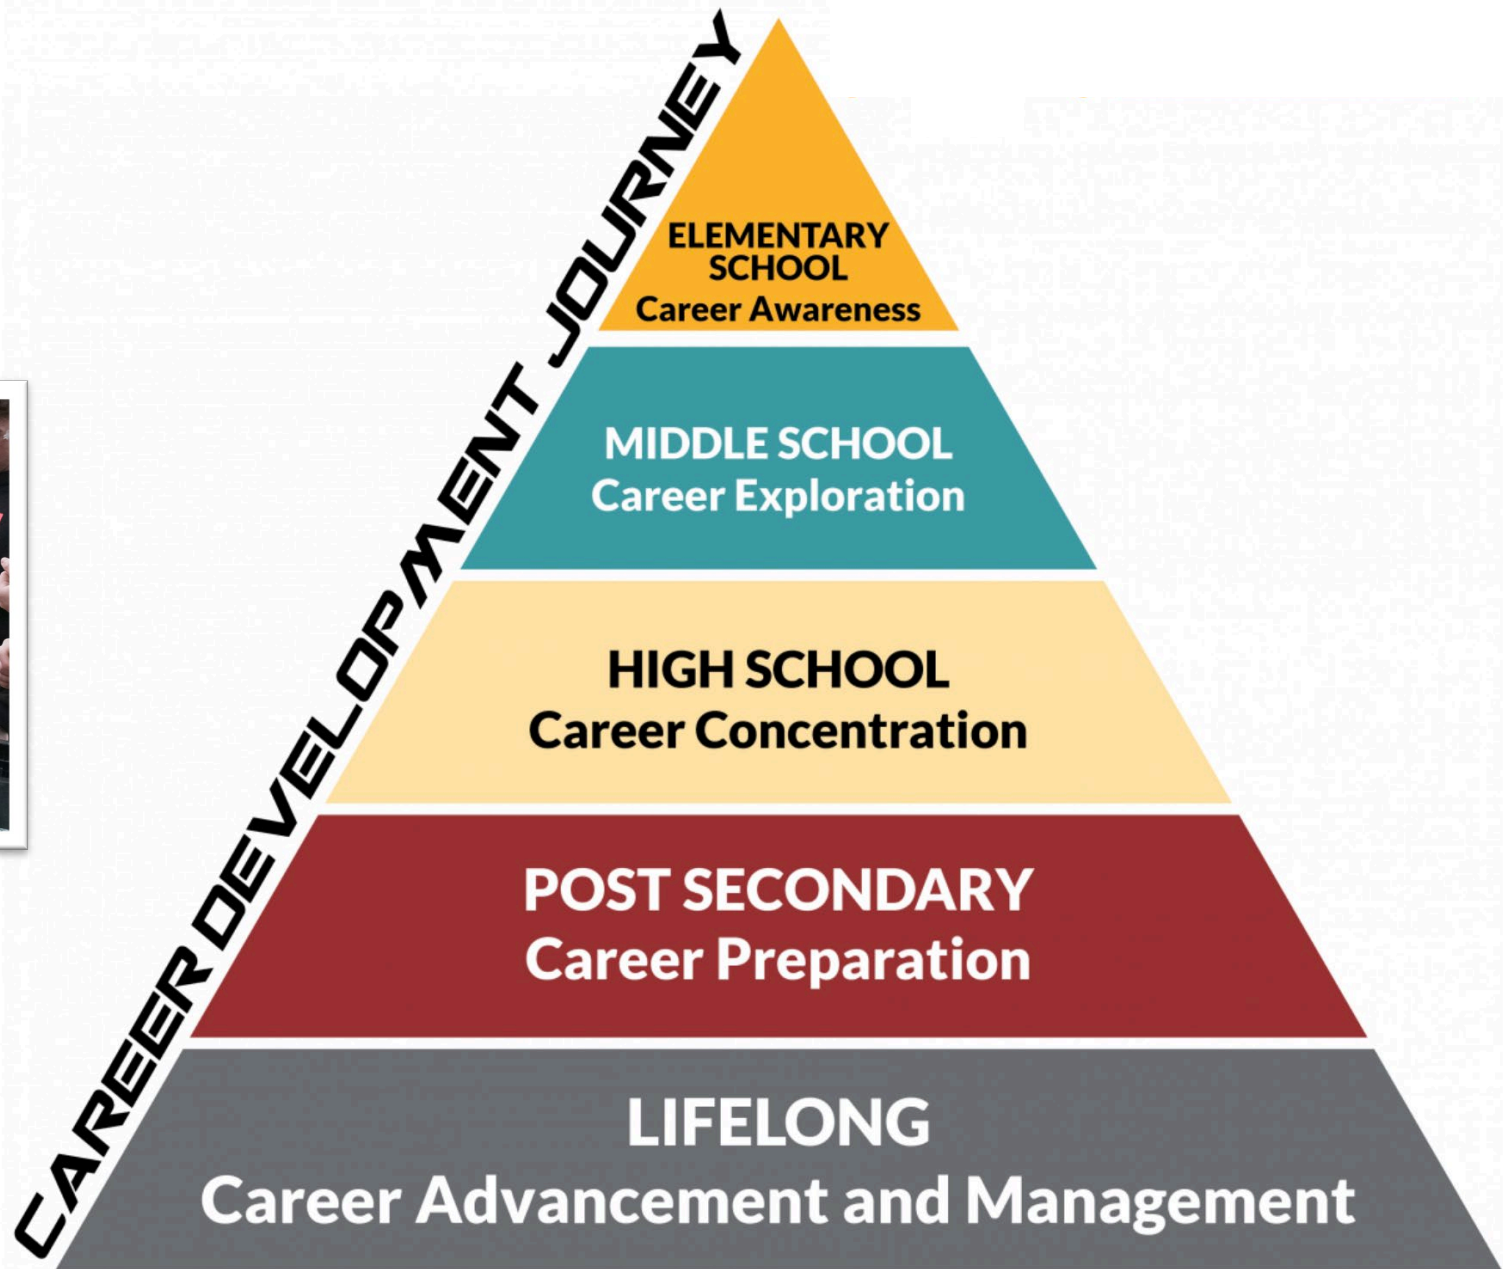 CAREER DEVELOPMENT JOURNEY
ELEMENTARY
SCHOOL
Career Awareness
MIDDLE SCHOOL
Career Exploration
HIGH SCHOOL
Career Concentration
POST SECONDARY
Career Preparation
LIFELONG
Career Advancement and Management